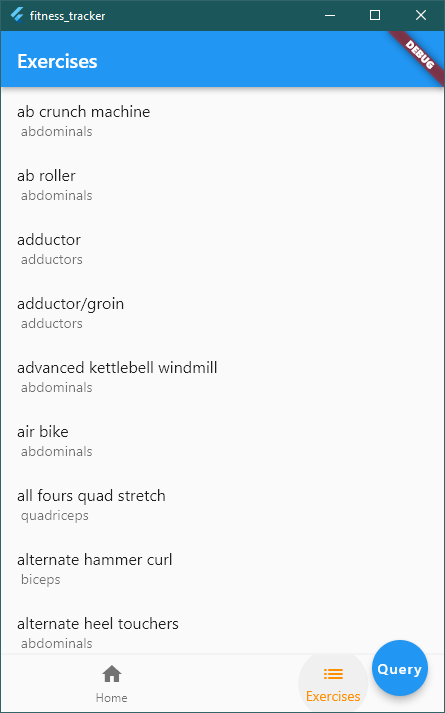 fitness_tracker
Exercises
DEBUG
ab crunch machine
abdominals
ab roller
abdominals
adductor
adductors
adductor/groin
adductors
advanced kettlebell windmill
abdominals
air bike
abdominals
all fours quad stretch
quadriceps
alternate hammer curl
biceps
alternate heel touchers
abdominals
Home
Exercises
Query